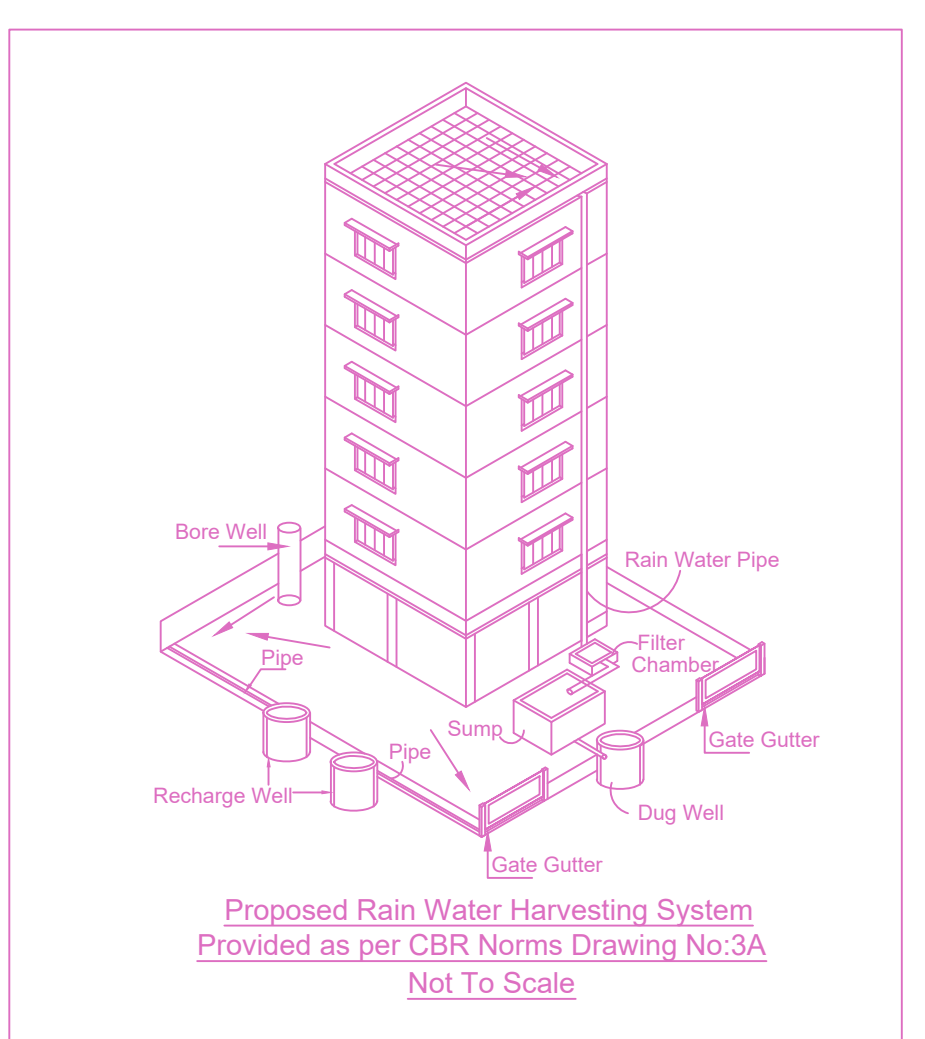 Bore Well
Rain Water Pipe
Filter
Chamber
Pipe
Sump
Gate Gutter
Pipe
Recharge Well
Dug Well
Gate Gutter
Proposed Rain Water Harvesting System
Provided as per CBR Norms Drawing No:3A
Not To Scale